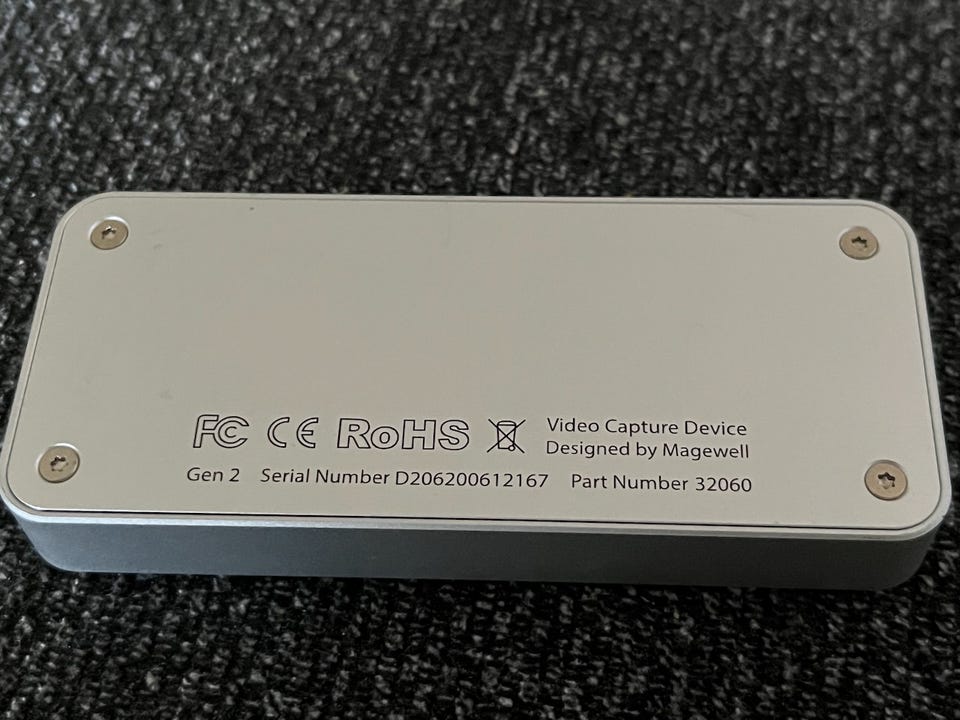 FC CE RoHS Video Capture Device
Designed by Magewell
Gen 2 Serial Number D206200612167 Part Number 32060